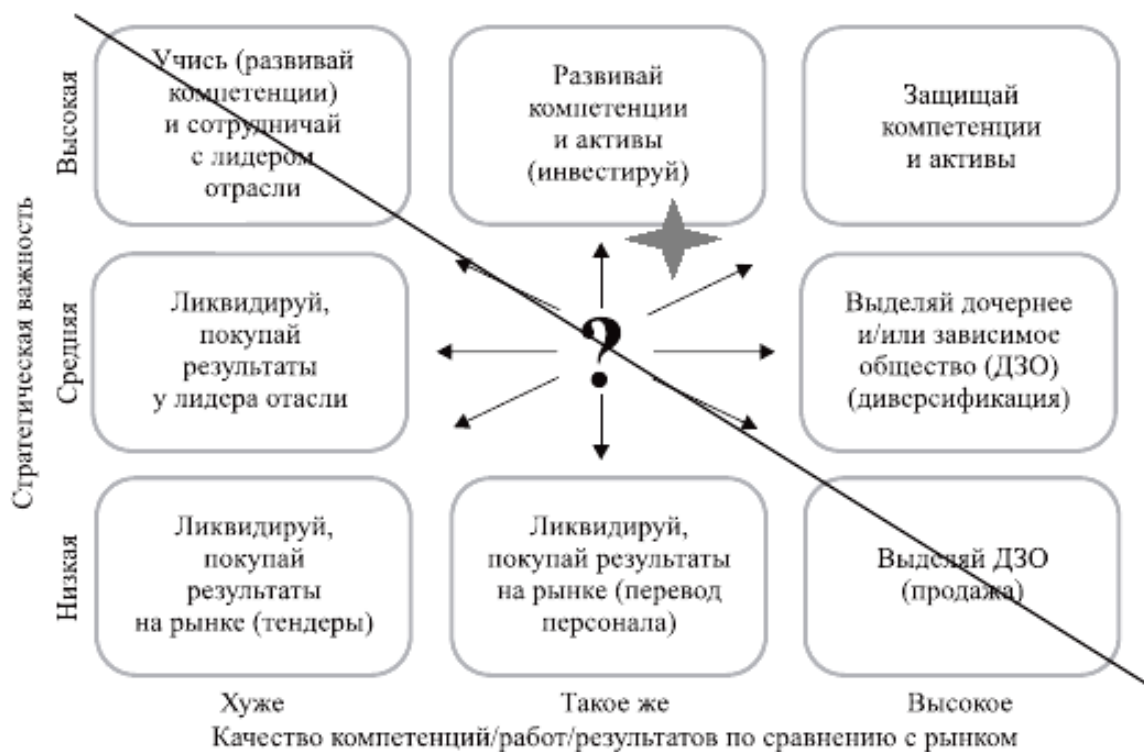 Стратегическая важность
Высокая
Учись (развивай
компетенции)
и сотрудничай
с лидером
отрасли
Развивай
компетенции
и активы
(инвестируй)
Защищай
компетенции
и активы
Средняя
Ликвидируй,
покупай
результаты
у лидера отасли
?
Выделяй дочернее
и/или зависимое
общество (ДЗО)
(диверсификация)
Низкая
Ликвидируй,
покупай
результаты
на рынке (тендеры)
Ликвидируй,
покупай результаты
на рынке (перевод
персонала)
Выделяй ДЗО
(продажа)
Хуже
Такое же
Высокое
Качество компетенций/работ/результатов по сравнению с рынком